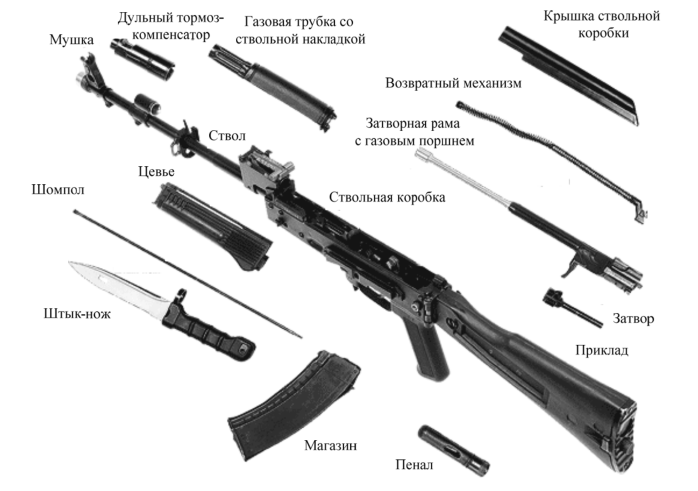 Дульный тормоз-
компенсатор
Газовая трубка со
ствольной накладкой
Крышка ствольной
коробки
Мушка
Возвратный механизм
Затворная рама
с газовым поршнем
Ствол
Цевье
Шомпол
Ствольная коробка
Штык-нож
Затвор
Приклад
Магазин
Пенал